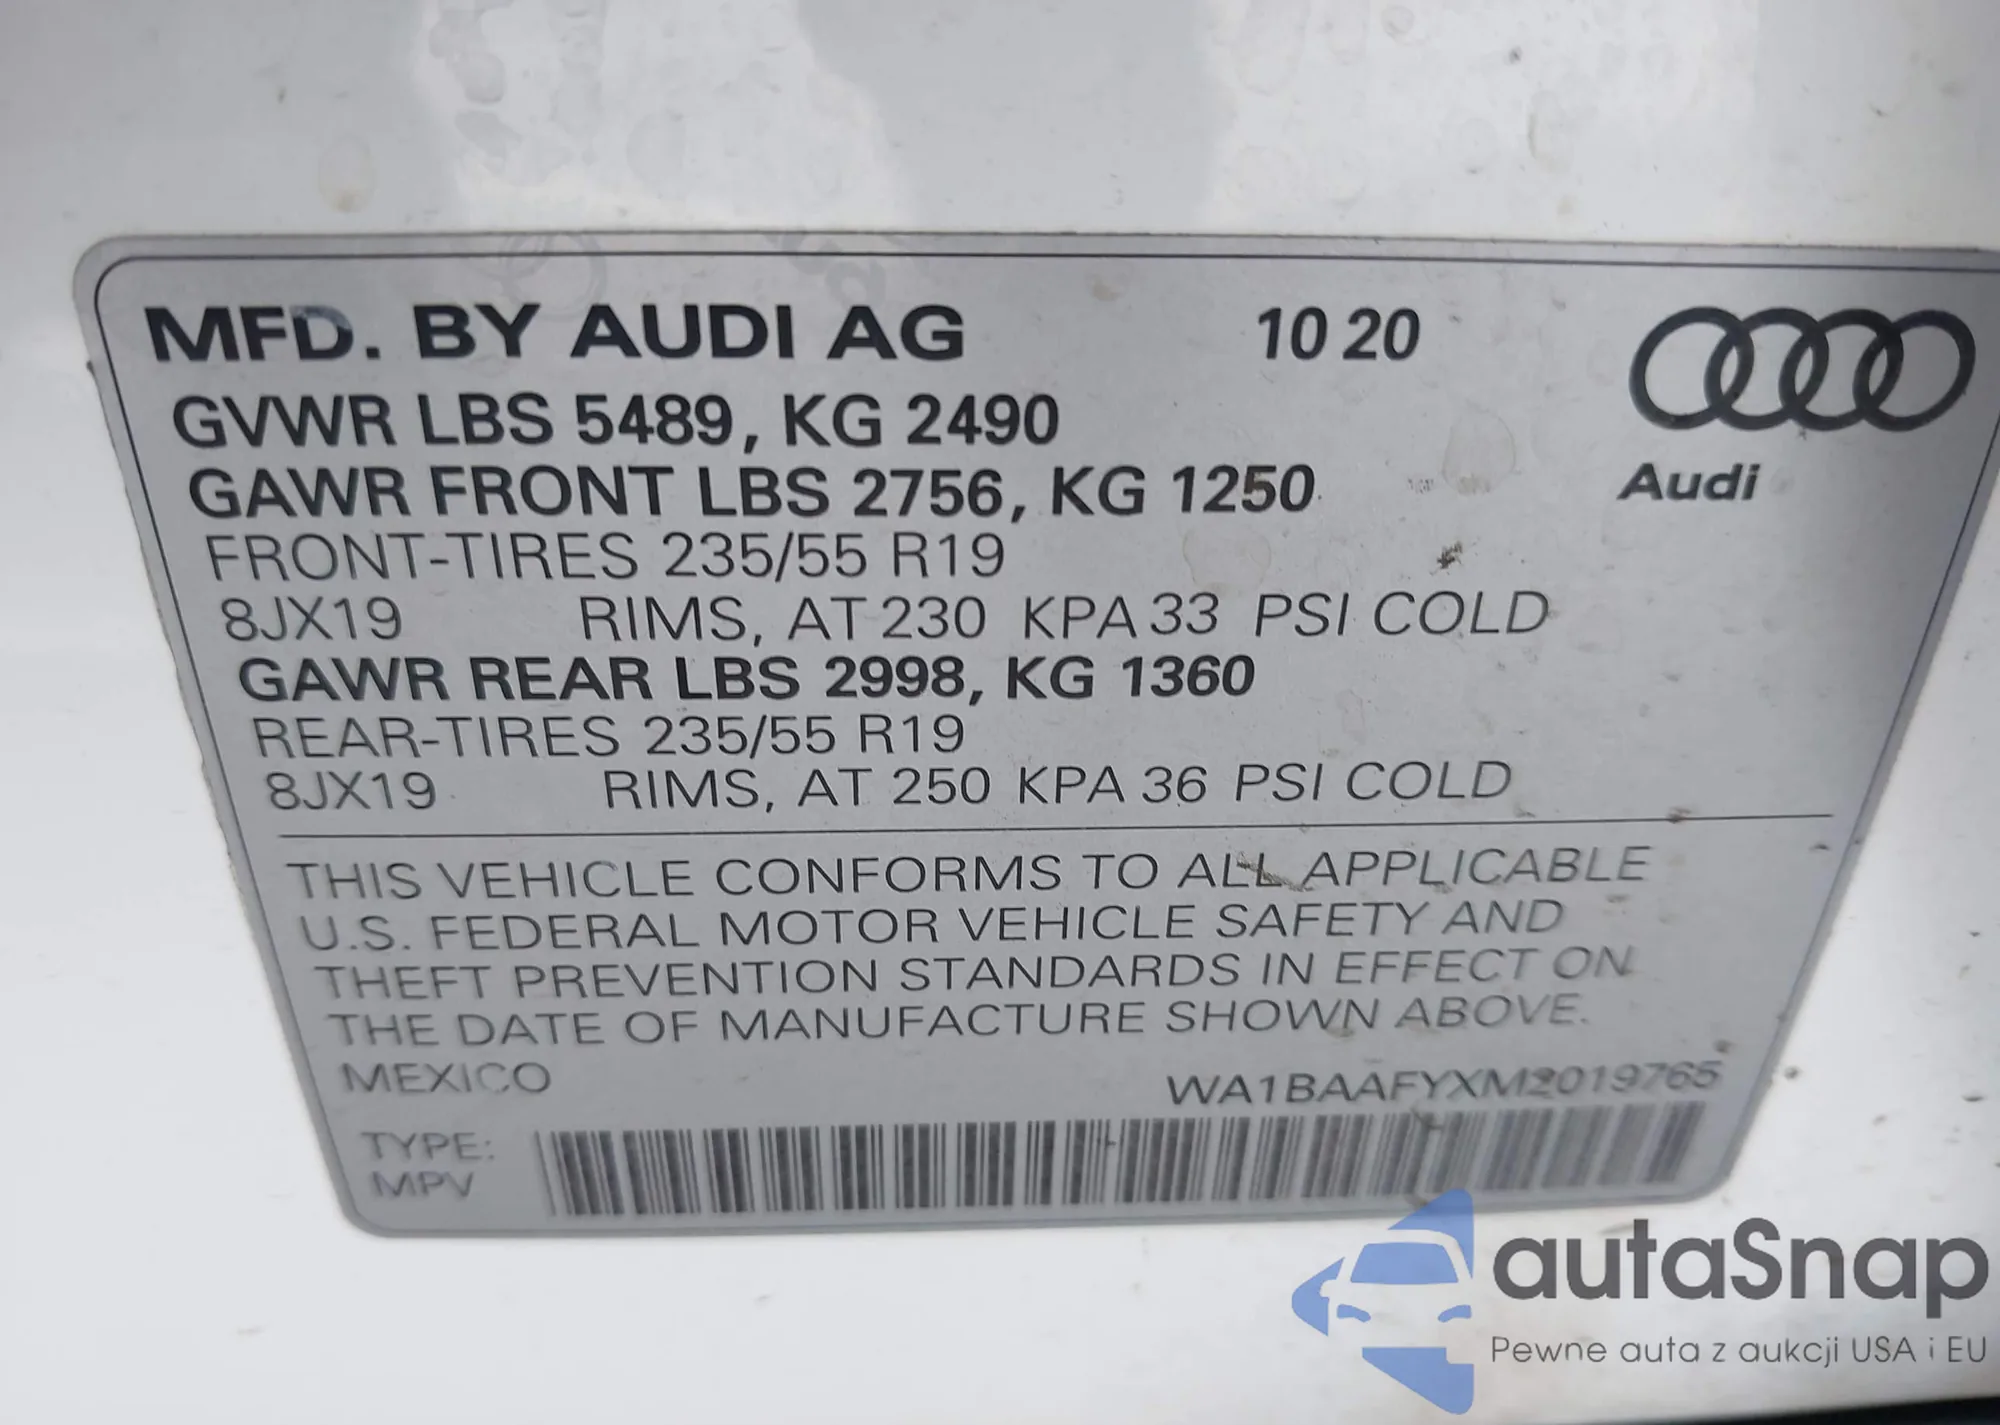 MFD. BY AUDI AG 10 20
GVWR LBS 5489, KG 2490
GAWR FRONT LBS 2756, KG 1250
Audi
FRONT-TIRES 235/55 R19
8JX19 RIMS, AT 230 KPA 33 PSI COLD
GAWR REAR LBS 2998, KG 1360
REAR-TIRES 235/55 R19
8JX19 RIMS, AT 250 KPA 36 PSI COLD
THIS VEHICLE CONFORMS TO ALL APPLICABLE
U.S. FEDERAL MOTOR VEHICLE SAFETY AND
THEFT PREVENTION STANDARDS IN EFFECT ON
THE DATE OF MANUFACTURE SHOWN ABOVE.
MEXICO WA1BAAFYXM2019765
TYPE:
MPV
autaSnap
Pewne auta z aukcji USA i EU